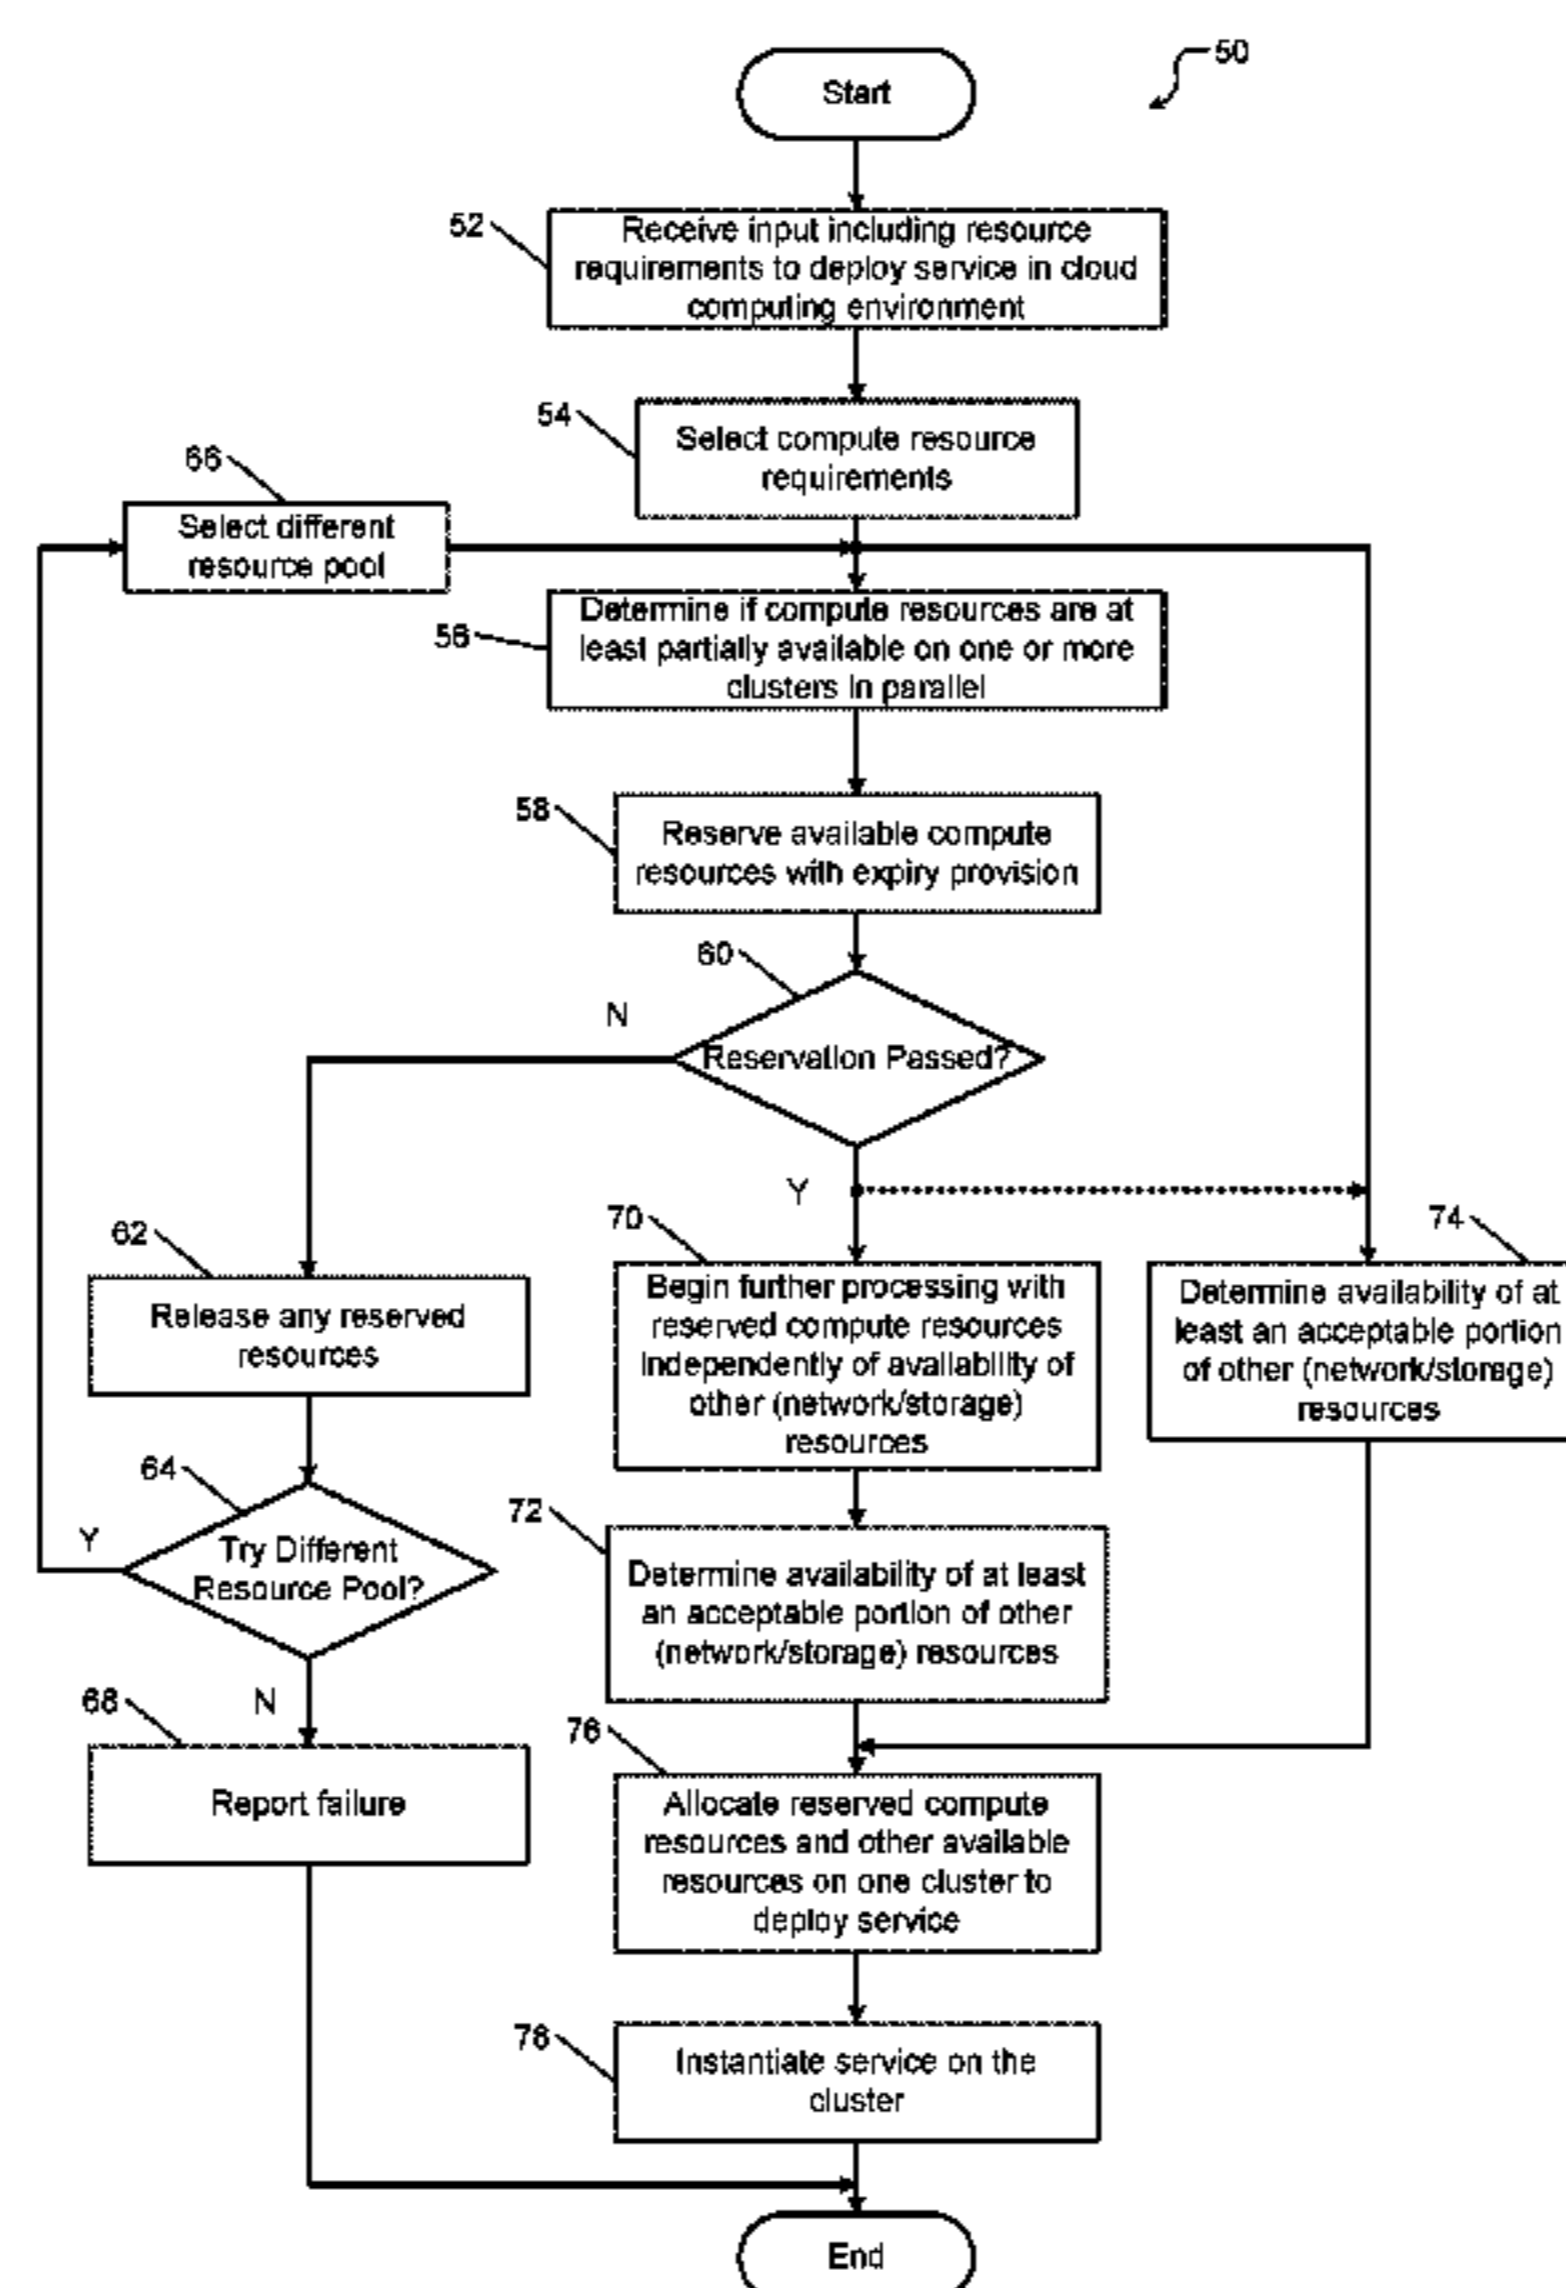 50
Start
52
Receive input including resource
requirements to deploy service in cloud
computing environment
54
Select compute resource
requirements
66
Select different
resource pool
56
Determine if compute resources are at
least partially available on one or more
clusters in parallel
58
Reserve available compute
resources with expiry provision
60
N
Reservation Passed?
Y
62
Release any reserved
resources
70
Begin further processing with
reserved compute resources
independently of availability of
other (network/storage)
resources
74
Determine availability of at
least an acceptable portion
of other (network/storage)
resources
64
Y
Try Different
Resource Pool?
N
72
Determine availability of at least
an acceptable portion of other
(network/storage) resources
68
Report failure
76
Allocate reserved compute
resources and other available
resources on one cluster to
deploy service
78
Instantiate service on the
cluster
End